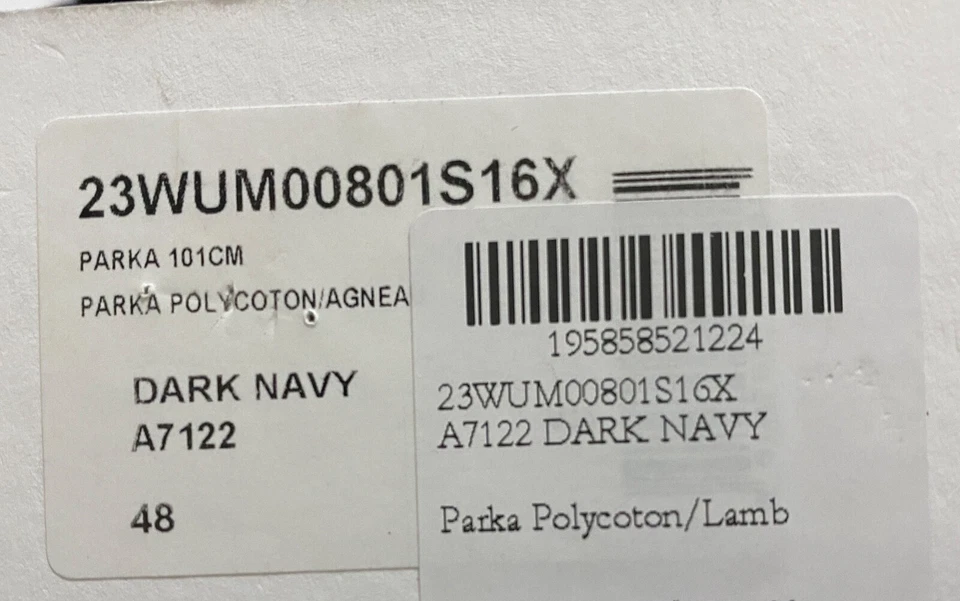 23WUM00801S16X
PARKA 101CM
PARKA POLYCOTON/AGNEA
DARK NAVY
A7122
48
195858521224
23WUM00801S16X
A7122 DARK NAVY
Parka Polycoton/Lamb